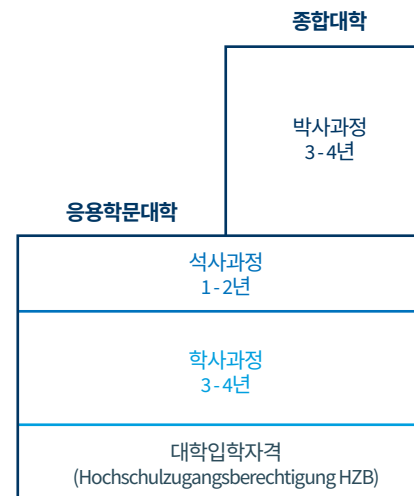 종합대학
박사과정
3-4년
응용학문대학
석사과정
1-2년
학사과정
3-4년
대학입학자격
(Hochschulzugangsberechtigung HZB)